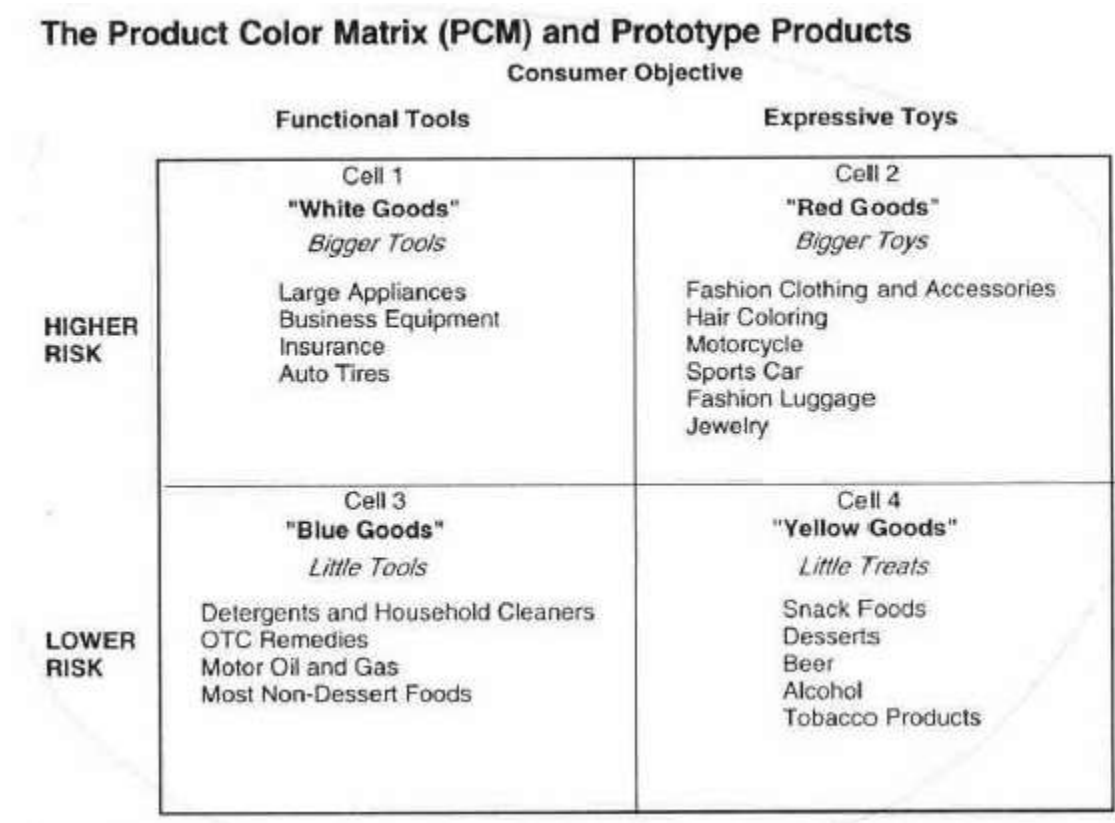 The Product Color Matrix (PCM) and Prototype Products
Consumer Objective
Functional Tools
Expressive Toys
HIGHER
RISK
Cell 1
"White Goods"
Bigger Tools
Large Appliances
Business Equipment
Insurance
Auto Tires
Cell 2
"Red Goods"
Bigger Toys
Fashion Clothing and Accessories
Hair Coloring
Motorcycle
Sports Car
Fashion Luggage
Jewelry
LOWER
RISK
Cell 3
"Blue Goods"
Little Tools
Detergents and Household Cleaners
OTC Remedies
Motor Oil and Gas
Most Non-Dessert Foods
Cell 4
"Yellow Goods"
Little Treats
Snack Foods
Desserts
Beer
Alcohol
Tobacco Products